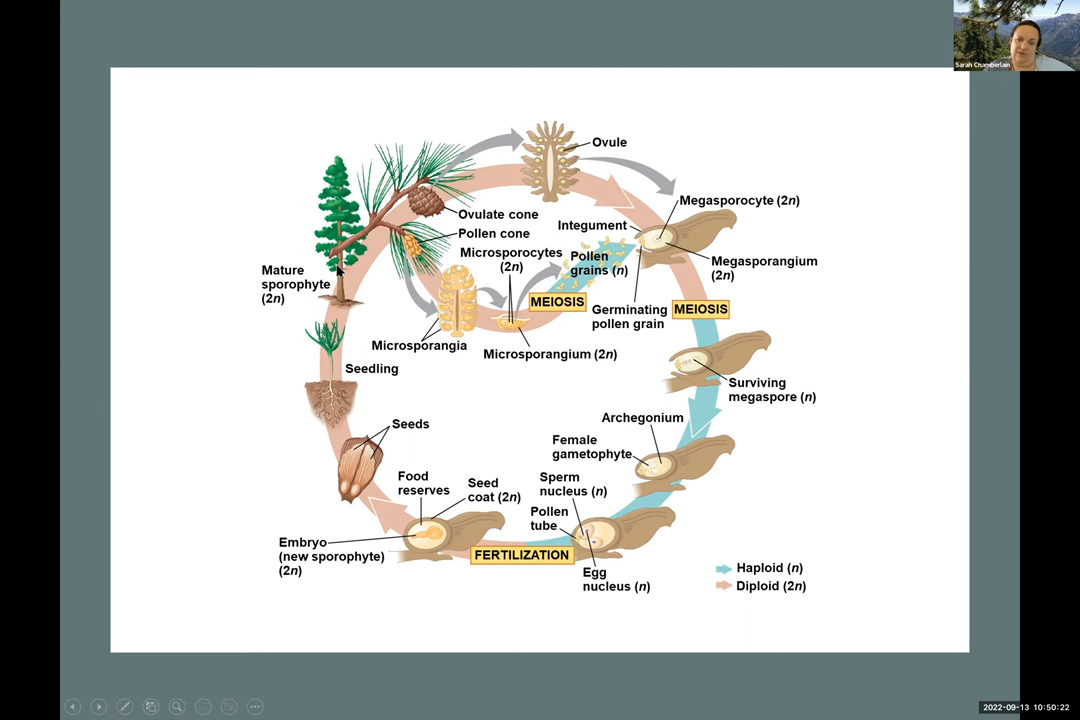 Sarah Chamberlain
Ovule
Megasporocyte (2n)
Ovulate cone
Integument
Pollen cone
Microsporocytes
(2n)
Pollen
grains (n)
Megasporangium
(2n)
Mature
sporophyte
(2n)
MEIOSIS
Germinating
pollen grain
MEIOSIS
Microsporangia
Microsporangium (2n)
Seedling
Surviving
megaspore (n)
Archegonium
Seeds
Female
gametophyte
Food
reserves
Seed
coat (2n)
Sperm
nucleus (n)
Pollen
tube
Embryo
(new sporophyte)
(2n)
FERTILIZATION
Egg
nucleus (n)
Haploid (n)
Diploid (2n)
2022-09-13 10:50:22